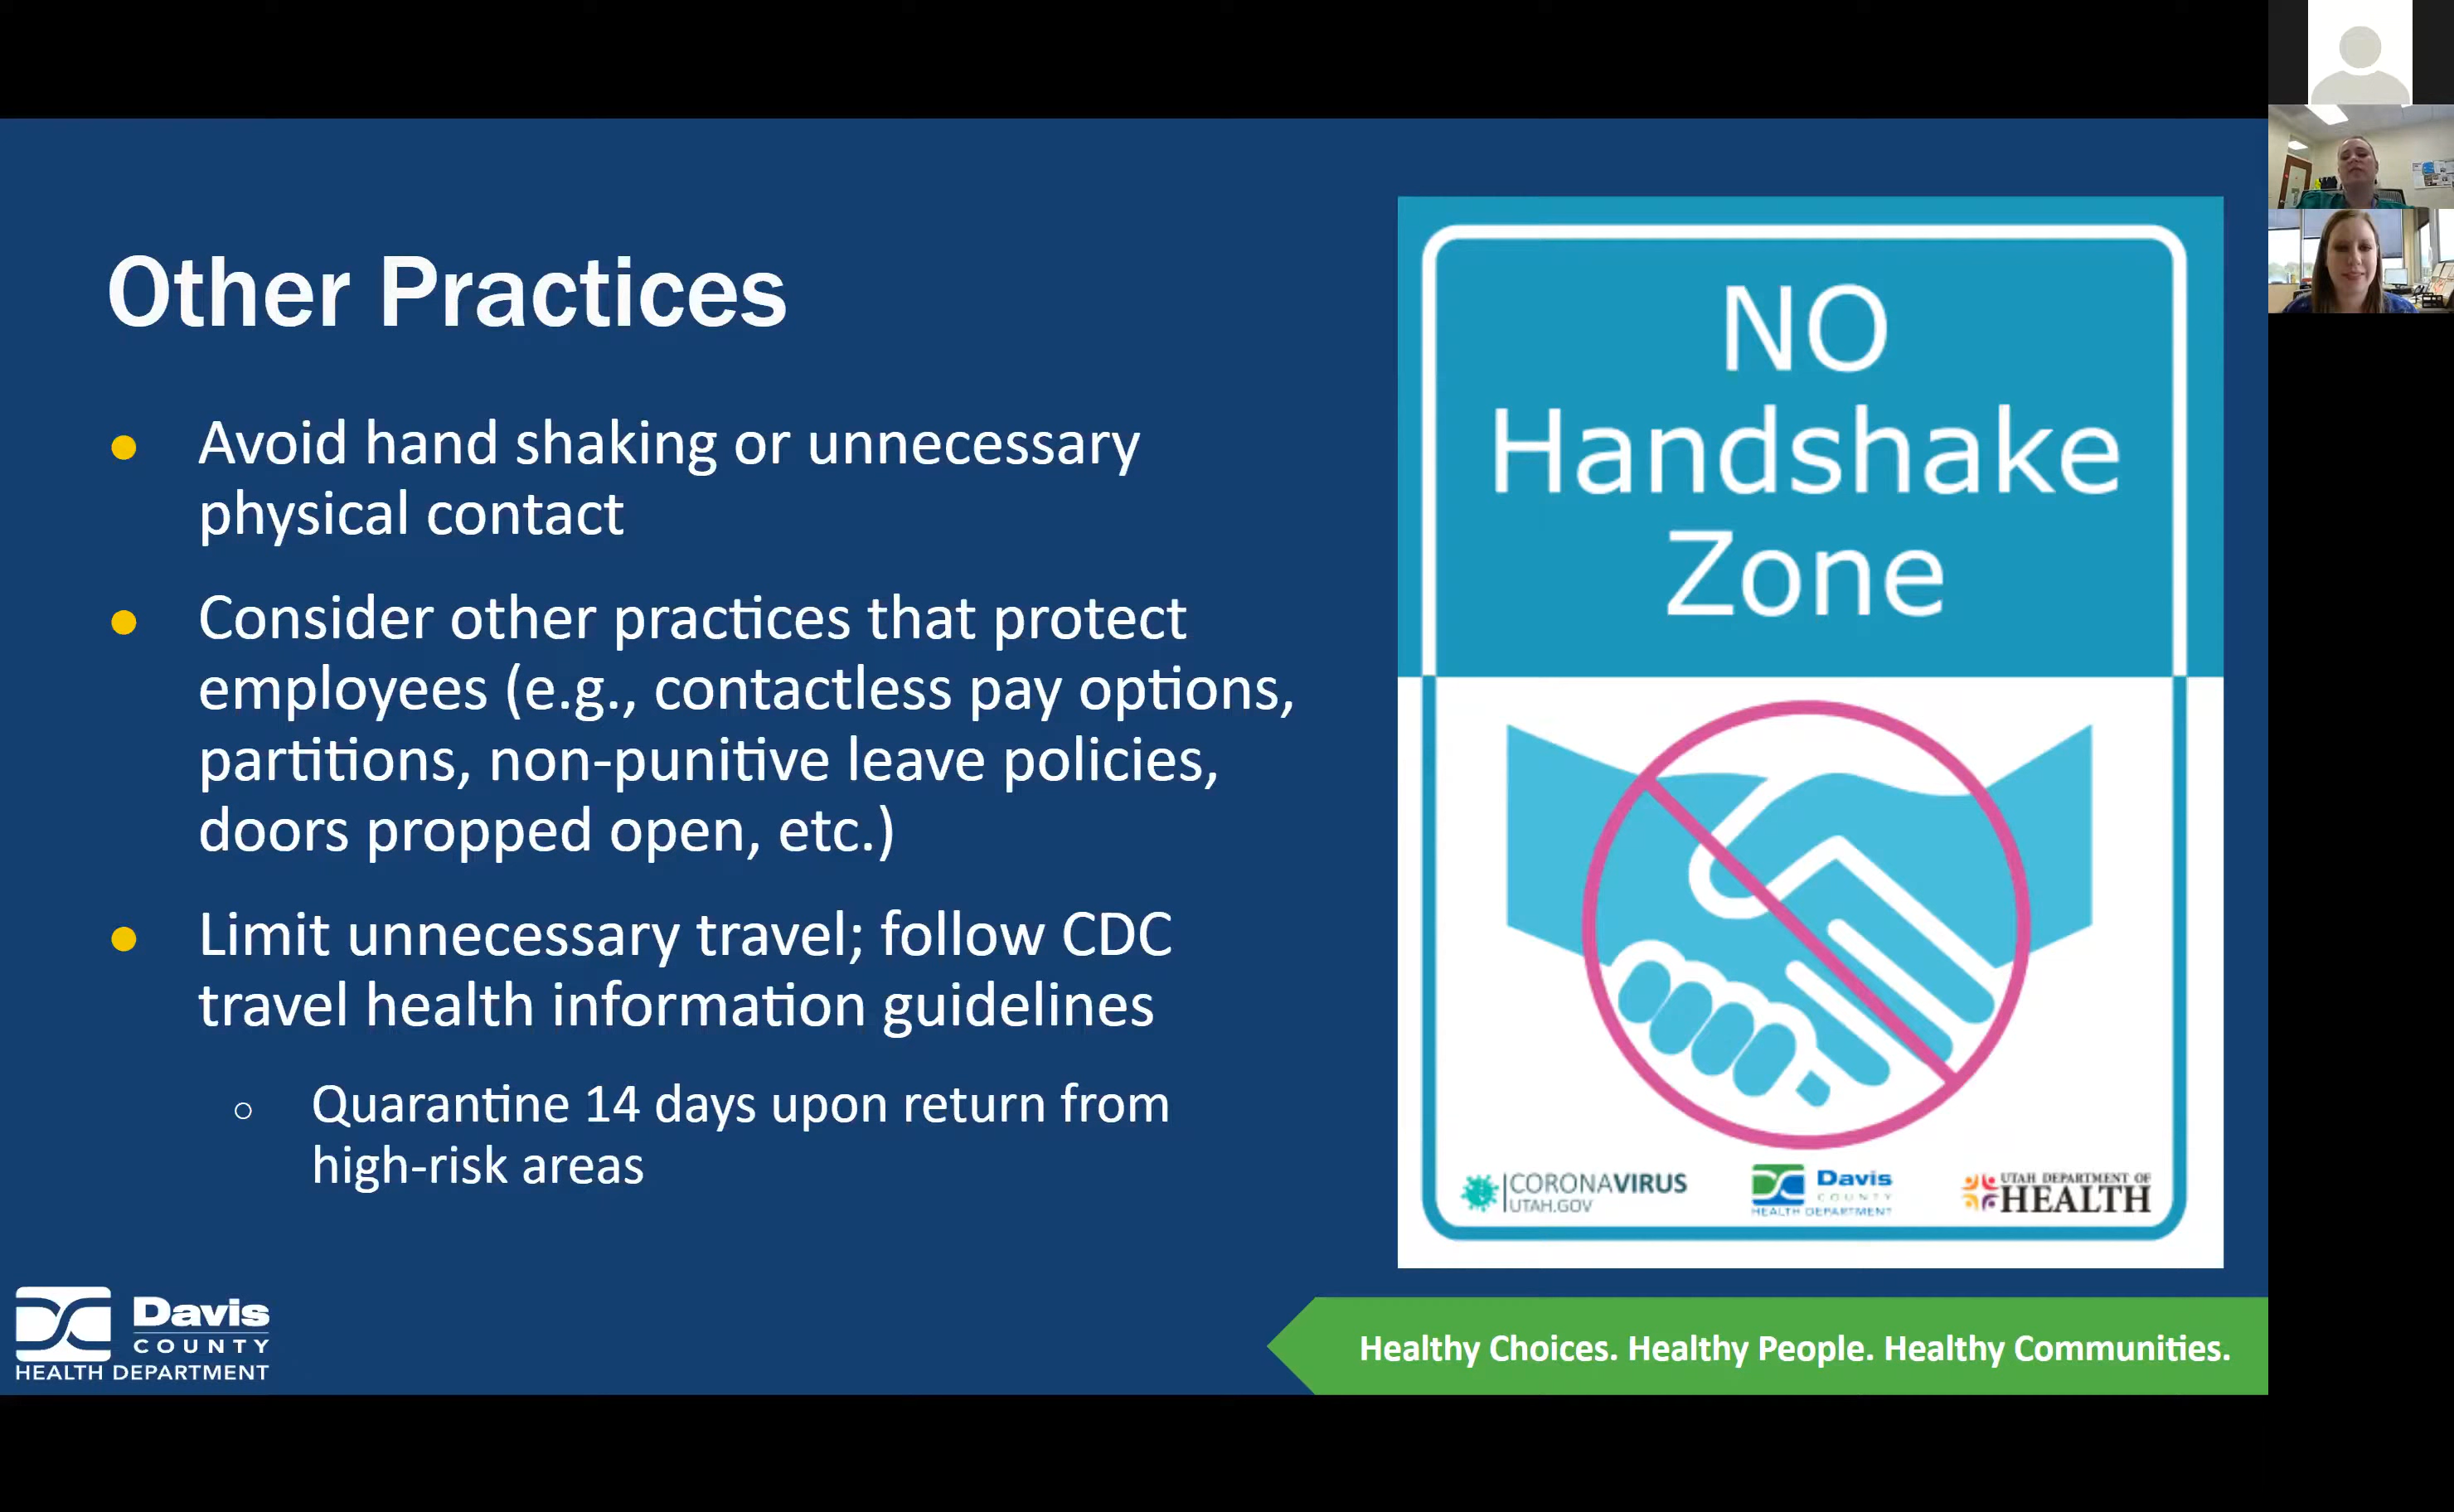 Other Practices
Avoid hand shaking or unnecessary
physical contact
Consider other practices that protect
employees (e.g., contactless pay options,
partitions, non-punitive leave policies,
doors propped open, etc.)
Limit unnecessary travel; follow CDC
travel health information guidelines
Quarantine 14 days upon return from
high-risk areas
NO
Handshake
Zone
CORONAVIRUS
UTAH.GOV
Davis
COUNTY
HEALTH DEPARTMENT
UTAH DEPARTMENT OF
HEALTH
Davis
COUNTY
HEALTH DEPARTMENT
Healthy Choices. Healthy People. Healthy Communities.